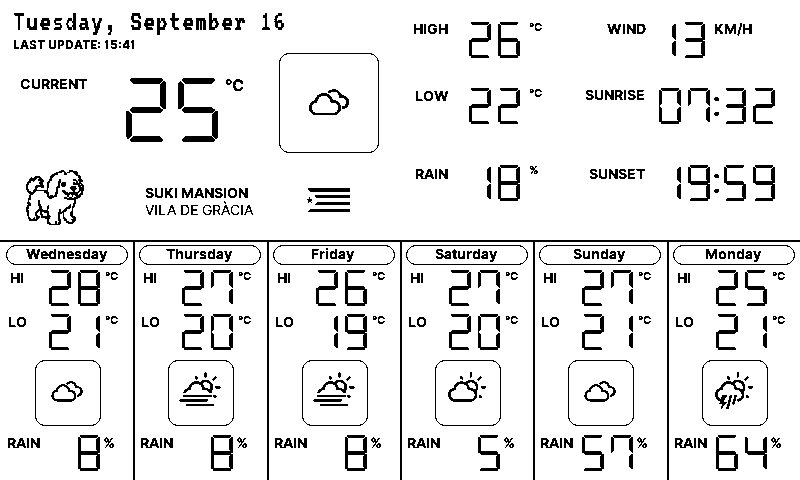 Tuesday, September 16
LAST UPDATE: 15:41
CURRENT 25 °C
SUKI MANSION
VILA DE GRÀCIA
HIGH 26 °C
WIND 13 KM/H
LOW 22 °C
SUNRISE 07:32
RAIN 18 %
SUNSET 19:59
Wednesday
HI 28 °C
LO 21 °C
RAIN 8 %
Thursday
HI 27 °C
LO 20 °C
RAIN 8 %
Friday
HI 26 °C
LO 19 °C
RAIN 8 %
Saturday
HI 27 °C
LO 20 °C
RAIN 5 %
Sunday
HI 27 °C
LO 21 °C
RAIN 57 %
Monday
HI 25 °C
LO 21 °C
RAIN 64 %